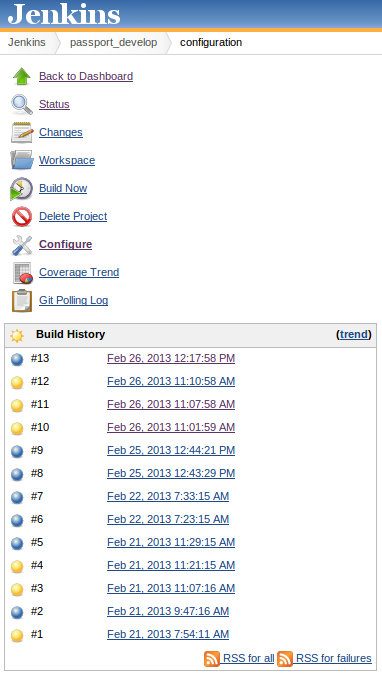 Jenkins
Jenkins passport_develop configuration
Back to Dashboard
Status
Changes
Workspace
Build Now
Delete Project
Configure
Coverage Trend
Git Polling Log
Build History (trend)
#13 Feb 26, 2013 12:17:58 PM
#12 Feb 26, 2013 11:10:58 AM
#11 Feb 26, 2013 11:07:58 AM
#10 Feb 26, 2013 11:01:59 AM
#9 Feb 25, 2013 12:44:21 PM
#8 Feb 25, 2013 12:43:29 PM
#7 Feb 22, 2013 7:33:15 AM
#6 Feb 22, 2013 7:23:15 AM
#5 Feb 21, 2013 11:29:15 AM
#4 Feb 21, 2013 11:21:15 AM
#3 Feb 21, 2013 11:07:16 AM
#2 Feb 21, 2013 9:47:16 AM
#1 Feb 21, 2013 7:54:11 AM
RSS for all RSS for failures